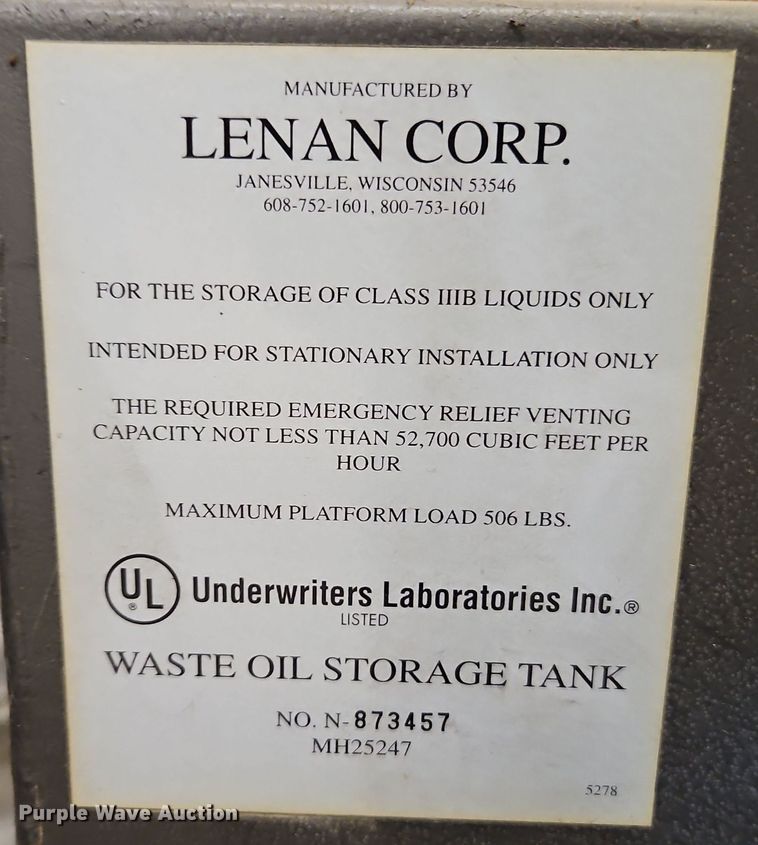 MANUFACTURED BY
LENAN CORP.
JANESVILLE, WISCONSIN 53546
608-752-1601, 800-753-1601
FOR THE STORAGE OF CLASS IIIB LIQUIDS ONLY
INTENDED FOR STATIONARY INSTALLATION ONLY
THE REQUIRED EMERGENCY RELIEF VENTING
CAPACITY NOT LESS THAN 52,700 CUBIC FEET PER
HOUR
MAXIMUM PLATFORM LOAD 506 LBS.
UL® Underwriters Laboratories Inc.®
LISTED
WASTE OIL STORAGE TANK
NO. N-873457
MH25247
5278
Purple Wave Auction